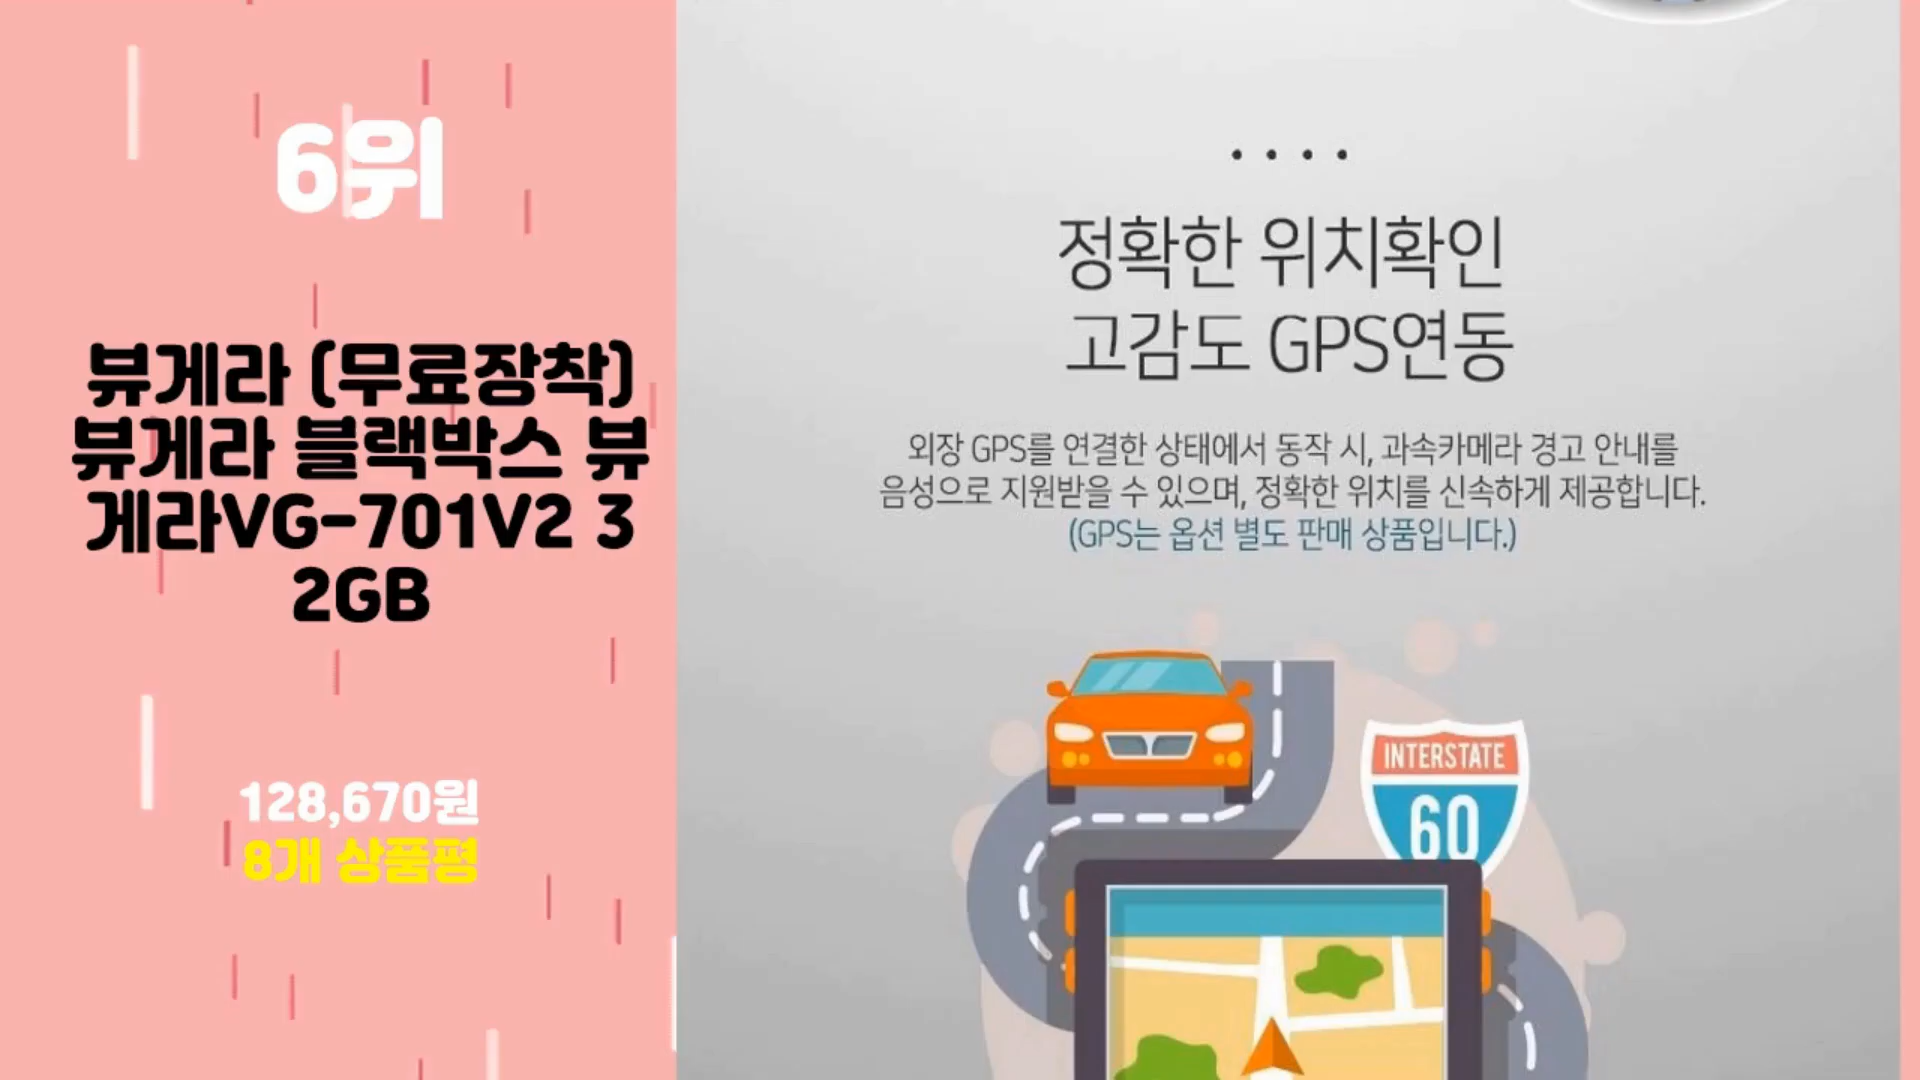 6위
뷰게라 (무료장착)
뷰게라 블랙박스 뷰
게라VG-701V2 3
2GB
128,670원
8개 상품평
정확한 위치확인
고감도 GPS연동
외장 GPS를 연결한 상태에서 동작 시, 과속카메라 경고 안내를
음성으로 지원받을 수 있으며, 정확한 위치를 신속하게 제공합니다.
(GPS는 옵션 별도 판매 상품입니다.)
INTERSTATE
60